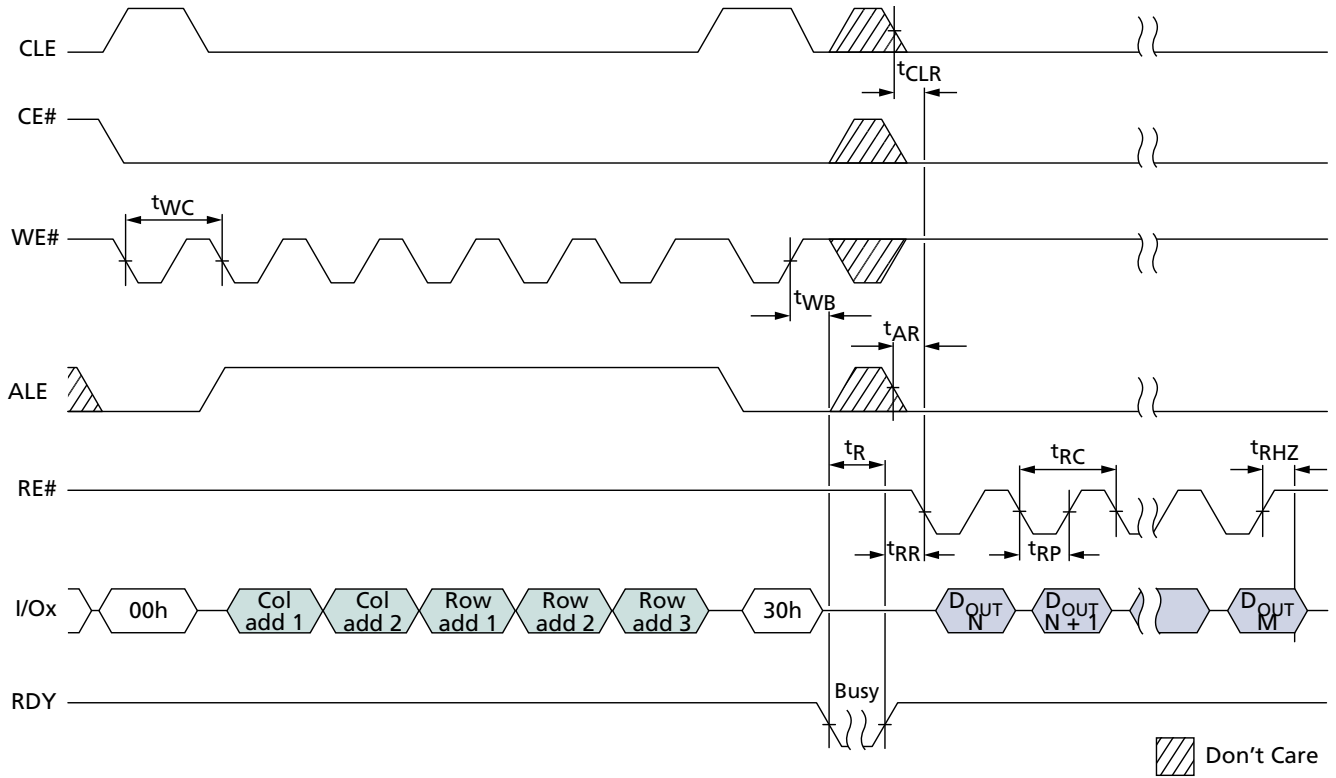 CLE
tCLR
CE#
tWC
WE#
tWB
tAR
ALE
tR
tRC
tRHZ
RE#
tRR
tRP
I/Ox
00h
Col
add 1
Col
add 2
Row
add 1
Row
add 2
Row
add 3
30h
DOUT
N
DOUT
N + 1
DOUT
M
RDY
Busy
Don't Care